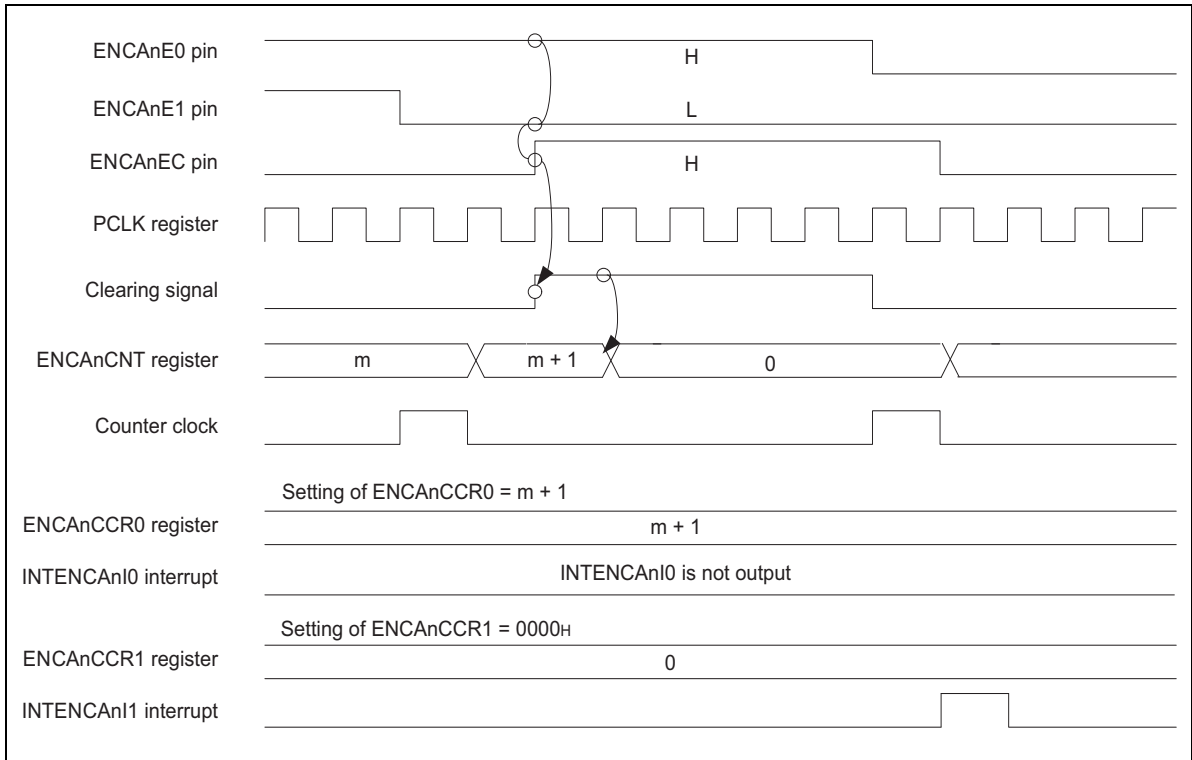 ENCAnE0 pin
H
ENCAnE1 pin
L
ENCAnEC pin
H
PCLK register
Clearing signal
ENCAnCNT register
m
m + 1
0
Counter clock
Setting of ENCAnCCR0 = m + 1
ENCAnCCR0 register
m + 1
INTENCAnI0 interrupt
INTENCAnI0 is not output
Setting of ENCAnCCR1 = 0000H
ENCAnCCR1 register
0
INTENCAnI1 interrupt